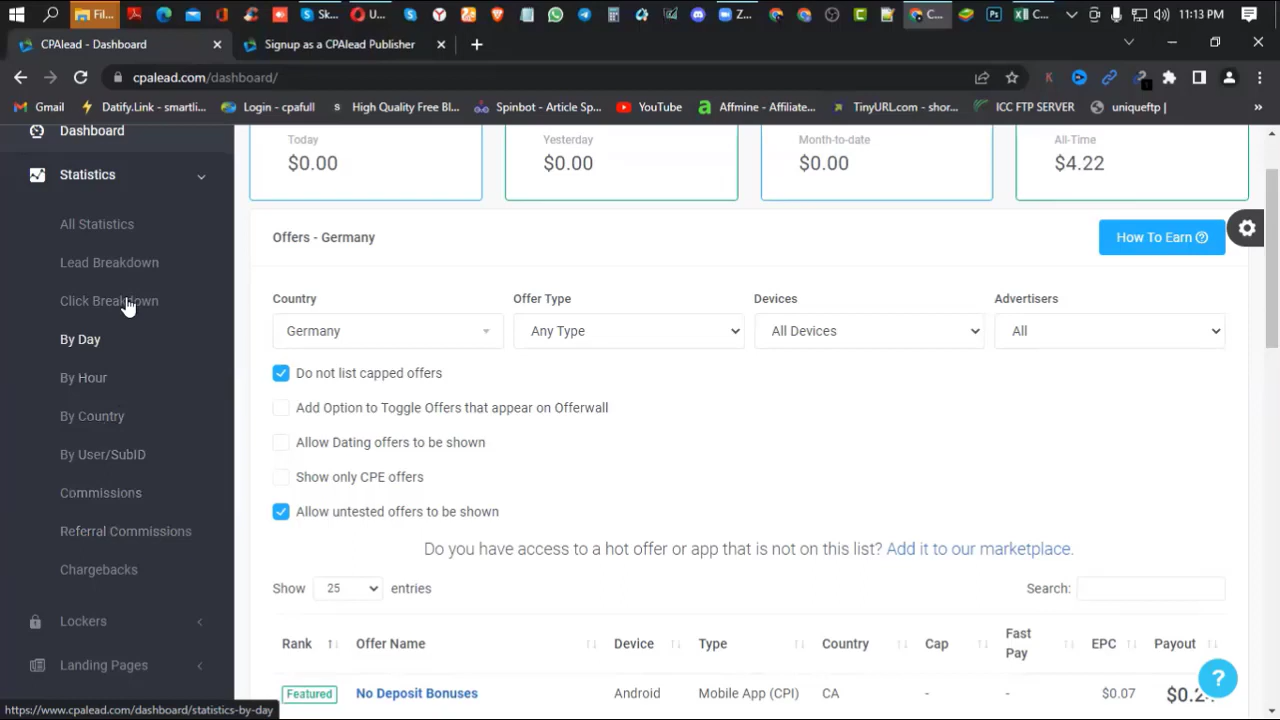 Fil...
Sk...
U...
Z...
C...
C...
11:13 PM
CPAlead - Dashboard
Signup as a CPAlead Publisher
cpalead.com/dashboard/
Gmail
Datify.Link - smartli...
Login - cpafull
High Quality Free Bl...
Spinbot - Article Sp...
YouTube
Affmine - Affiliate...
TinyURL.com - shor...
ICC FTP SERVER
uniqueftp |
Dashboard
Today
Yesterday
Month-to-date
All-Time
$0.00
$0.00
$0.00
$4.22
Statistics
All Statistics
Lead Breakdown
Click Breakdown
By Day
By Hour
By Country
By User/SubID
Commissions
Referral Commissions
Chargebacks
Lockers
Landing Pages
Offers - Germany
How To Earn
Country
Offer Type
Devices
Advertisers
Germany
Any Type
All Devices
All
Do not list capped offers
Add Option to Toggle Offers that appear on Offerwall
Allow Dating offers to be shown
Show only CPE offers
Allow untested offers to be shown
Do you have access to a hot offer or app that is not on this list? Add it to our marketplace.
Show 25 entries
Search:
Rank
Offer Name
Device
Type
Country
Cap
Fast Pay
EPC
Payout
Featured
No Deposit Bonuses
Android
Mobile App (CPI)
CA
-
-
$0.07
https://www.cpalead.com/dashboard/statistics-by-day